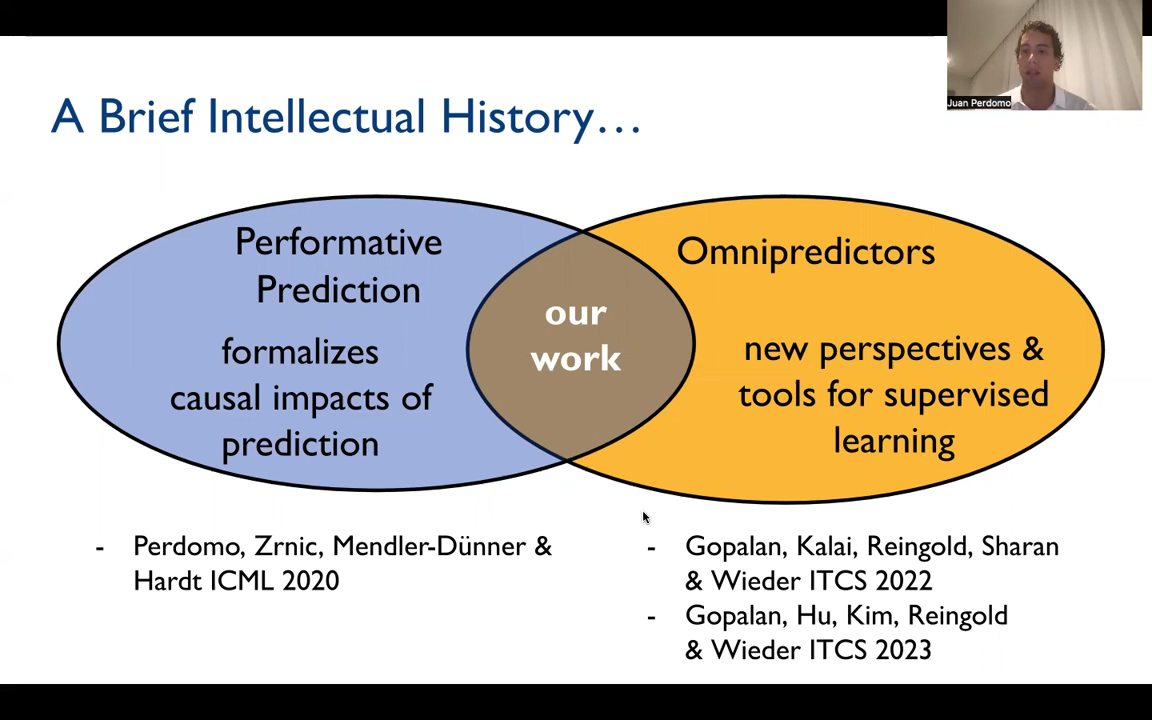 Juan Perdomo
A Brief Intellectual History…
Performative
Prediction
formalizes
causal impacts of
prediction
our
work
Omnipredictors
new perspectives &
tools for supervised
learning
- Perdomo, Zrnic, Mendler-Dünner &
Hardt ICML 2020
- Gopalan, Kalai, Reingold, Sharan
& Wieder ITCS 2022
- Gopalan, Hu, Kim, Reingold
& Wieder ITCS 2023